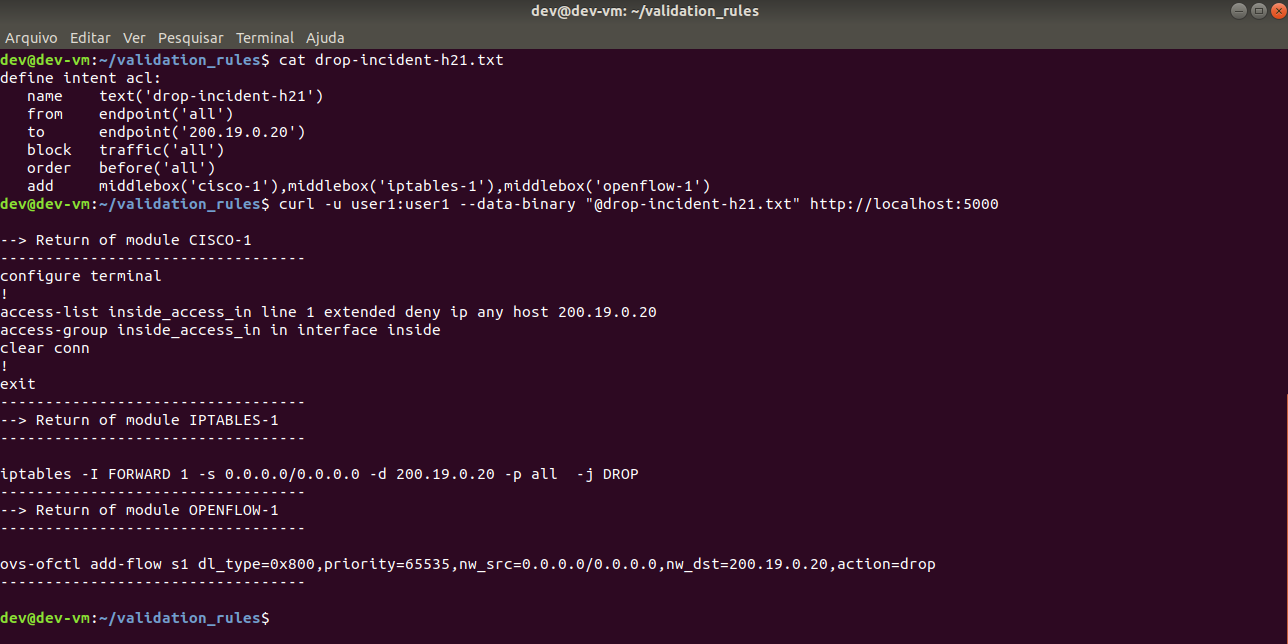 dev@dev-vm: ~/validation_rules
Arquivo Editar Ver Pesquisar Terminal Ajuda
dev@dev-vm:~/validation_rules$ cat drop-incident-h21.txt
define intent acl:
   name    text('drop-incident-h21')
   from    endpoint('all')
   to      endpoint('200.19.0.20')
   block   traffic('all')
   order   before('all')
   add     middlebox('cisco-1'),middlebox('iptables-1'),middlebox('openflow-1')
dev@dev-vm:~/validation_rules$ curl -u user1:user1 --data-binary "@drop-incident-h21.txt" http://localhost:5000

--> Return of module CISCO-1
----------------------------------
configure terminal
!
access-list inside_access_in line 1 extended deny ip any host 200.19.0.20
access-group inside_access_in in interface inside
clear conn
!
exit
----------------------------------
--> Return of module IPTABLES-1
----------------------------------

iptables -I FORWARD 1 -s 0.0.0.0/0.0.0.0 -d 200.19.0.20 -p all  -j DROP
----------------------------------
--> Return of module OPENFLOW-1
----------------------------------

ovs-ofctl add-flow s1 dl_type=0x800,priority=65535,nw_src=0.0.0.0/0.0.0.0,nw_dst=200.19.0.20,action=drop
----------------------------------

dev@dev-vm:~/validation_rules$